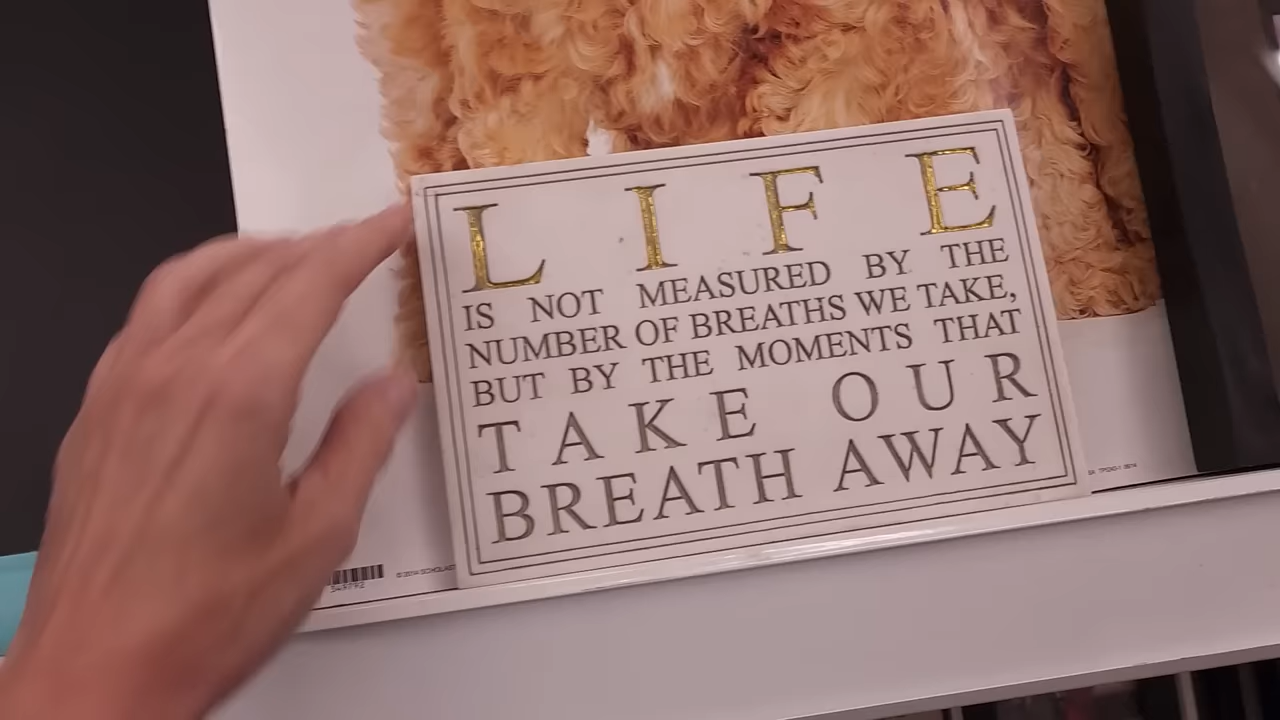 LIFE
IS NOT MEASURED BY THE
NUMBER OF BREATHS WE TAKE,
BUT BY THE MOMENTS THAT
TAKE OUR
BREATH AWAY